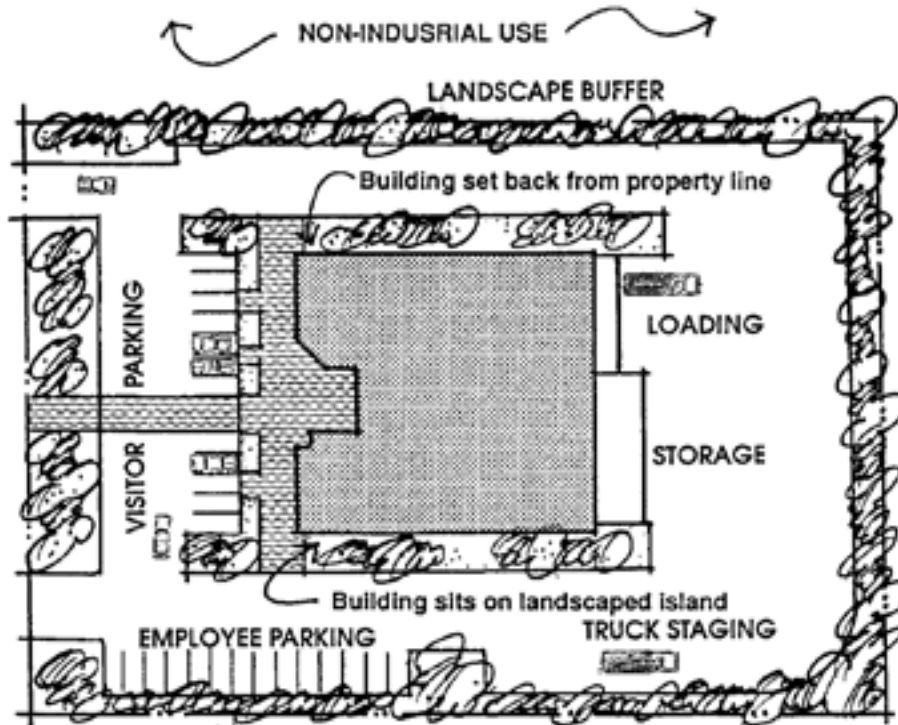 NON-INDUSRIAL USE
LANDSCAPE BUFFER
Building set back from property line
PARKING
LOADING
VISITOR
STORAGE
Building sits on landscaped island
EMPLOYEE PARKING
TRUCK STAGING